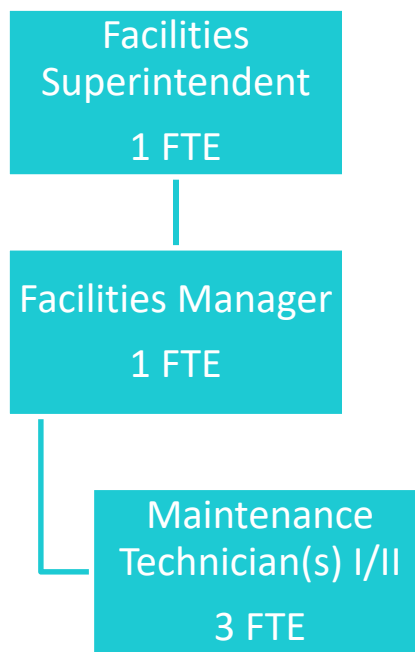 Facilities
Superintendent
1 FTE
Facilities Manager
1 FTE
Maintenance
Technician(s) I/II
3 FTE